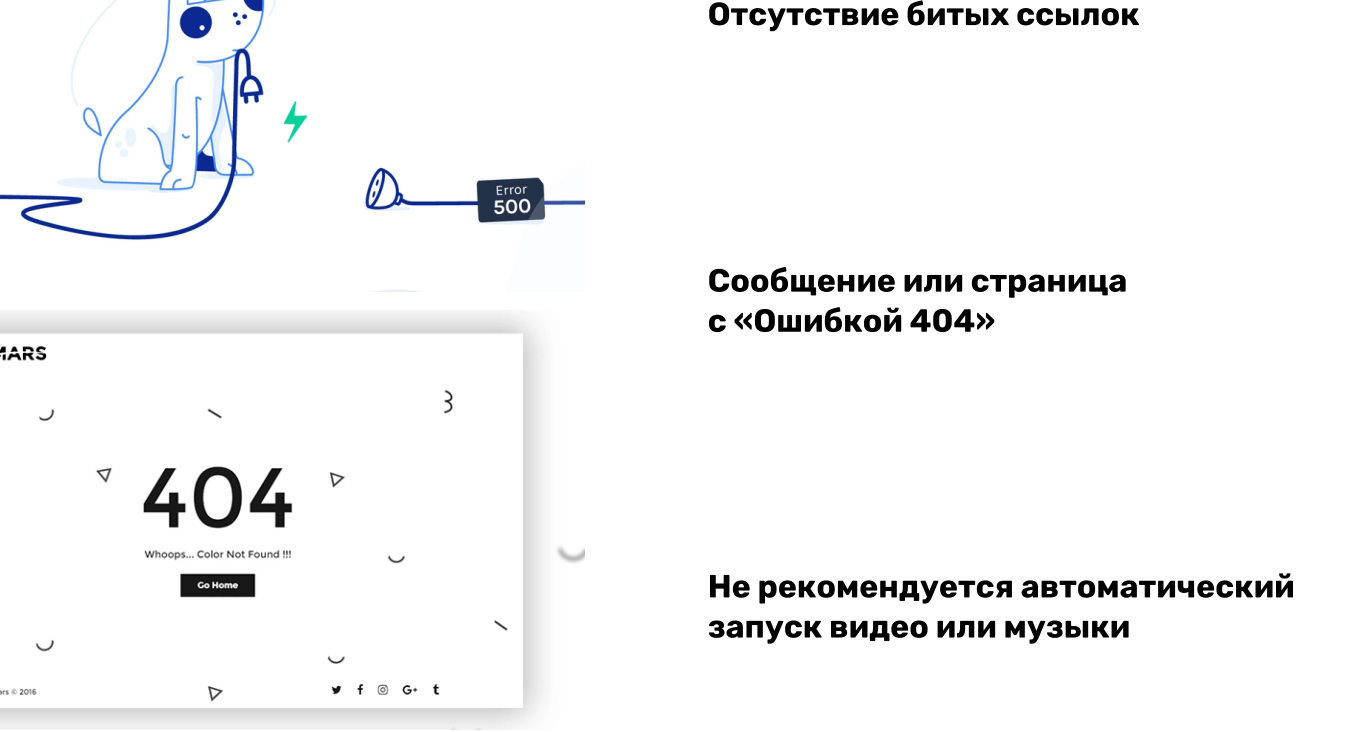 Отсутствие битых ссылок
Error
500
Сообщение или страница
с «Ошибкой 404»
404
Whoops... Color Not Found !!!
Go Home
© 2016
Не рекомендуется автоматический
запуск видео или музыки